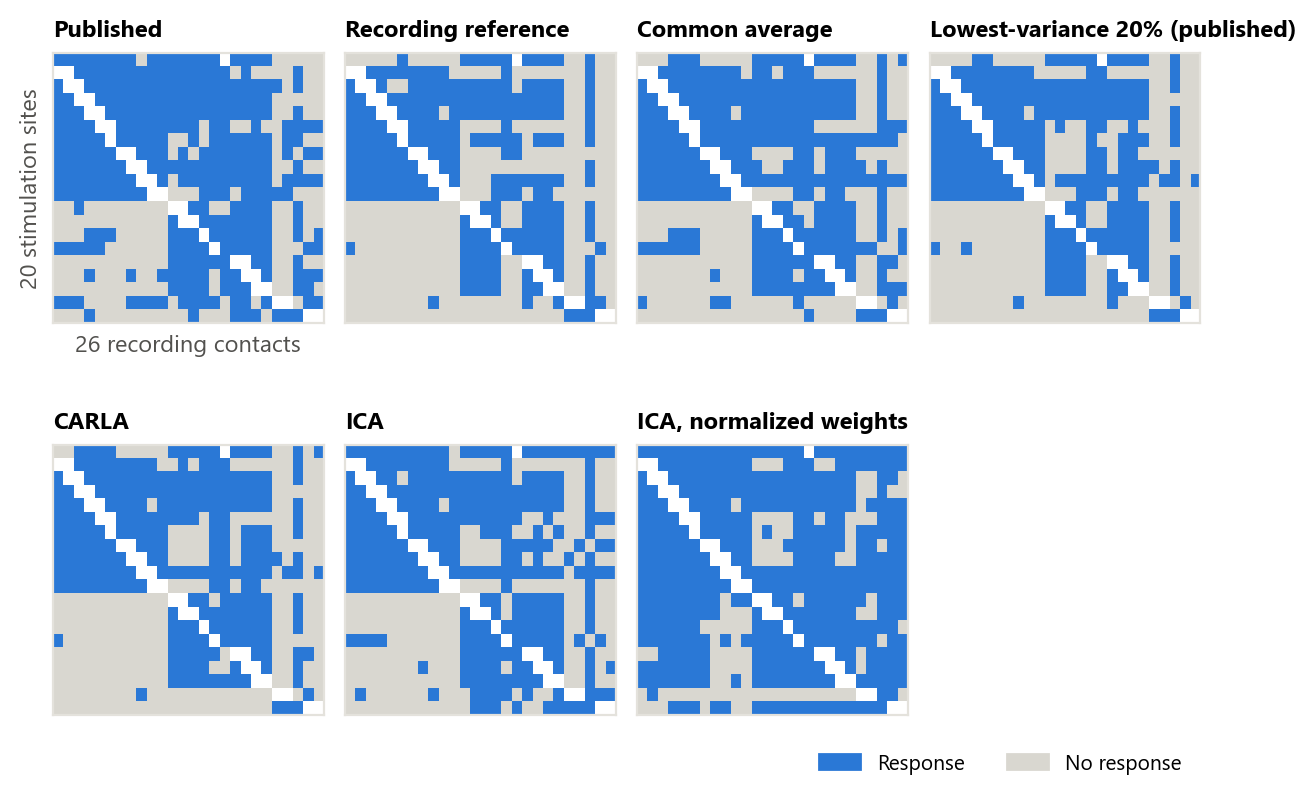 Published
Recording reference
Common average
Lowest-variance 20% (published)
20 stimulation sites
26 recording contacts
CARLA
ICA
ICA, normalized weights
Response
No response